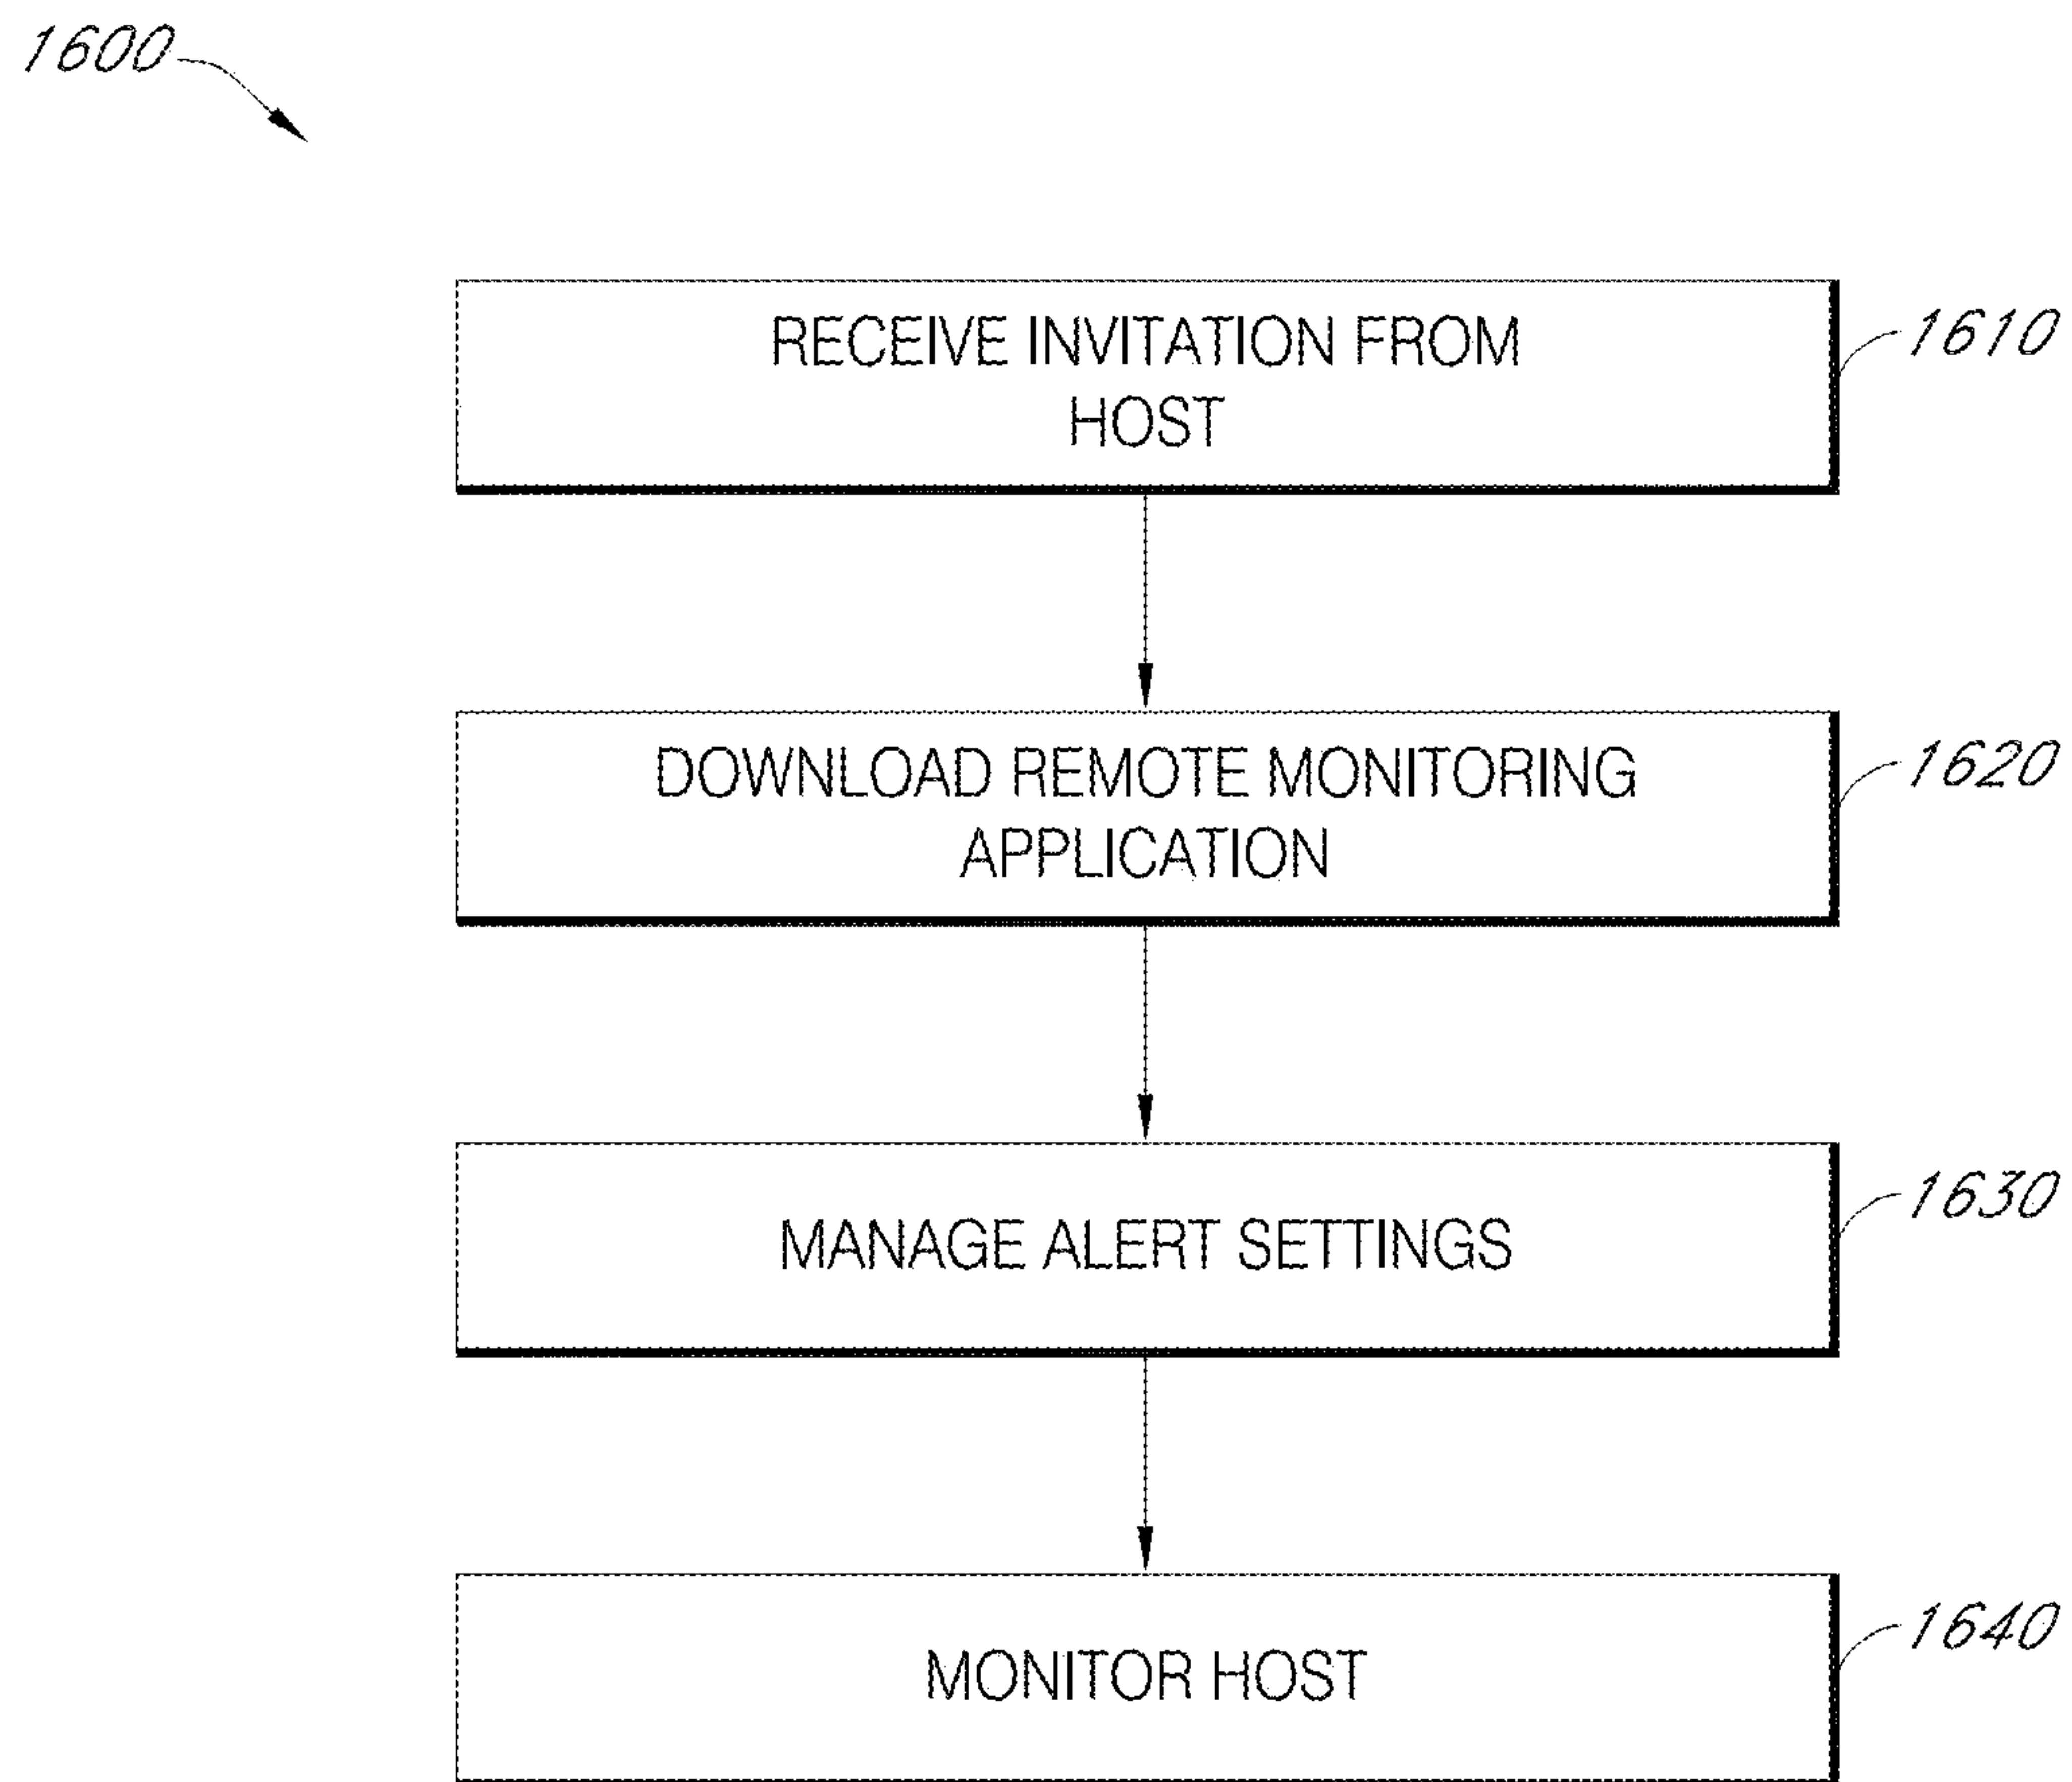 1600
RECEIVE INVITATION FROM
HOST
1610
DOWNLOAD REMOTE MONITORING
APPLICATION
1620
MANAGE ALERT SETTINGS
1630
MONITOR HOST
1640